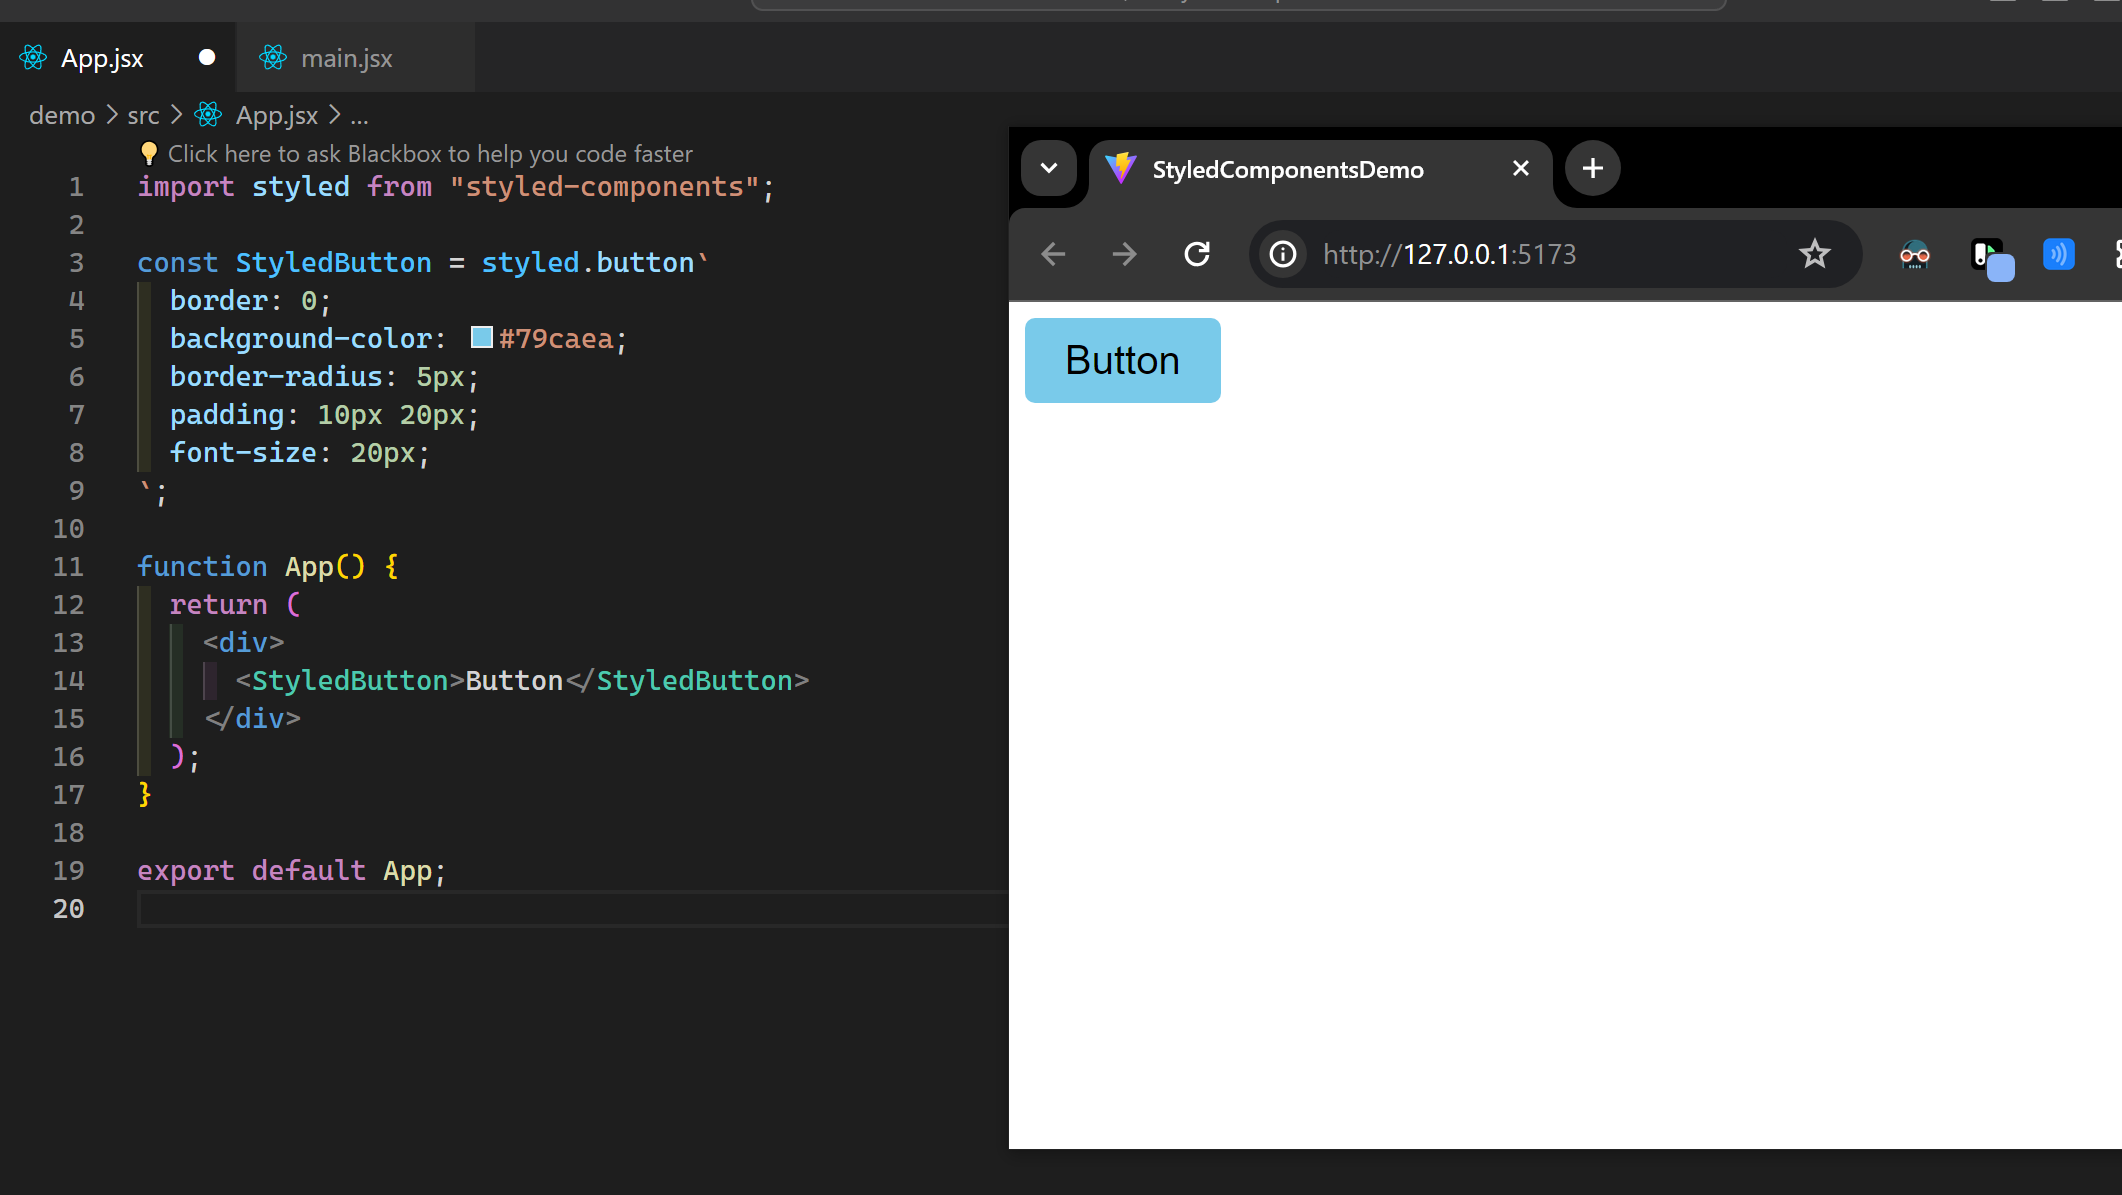 App.jsx
main.jsx
demo > src > App.jsx > ...
Click here to ask Blackbox to help you code faster
1 import styled from "styled-components";
2
3 const StyledButton = styled.button`
4 border: 0;
5 background-color: #79caea;
6 border-radius: 5px;
7 padding: 10px 20px;
8 font-size: 20px;
9 `;
10
11 function App() {
12 return (
13 <div>
14 <StyledButton>Button</StyledButton>
15 </div>
16 );
17 }
18
19 export default App;
20
StyledComponentsDemo
http://127.0.0.1:5173
Button